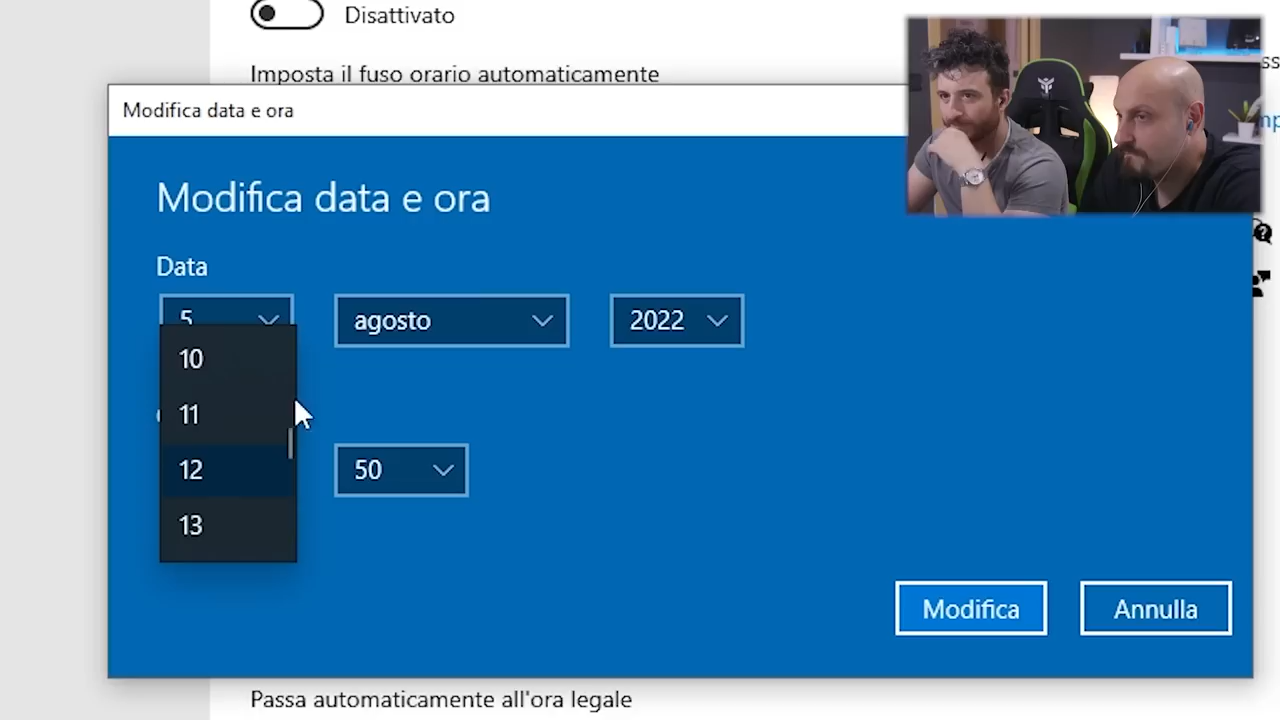 Disattivato
Imposta il fuso orario automaticamente
Modifica data e ora
Modifica data e ora
Data
5 agosto 2022
10
11
12
13
50
Modifica Annulla
Passa automaticamente all'ora legale